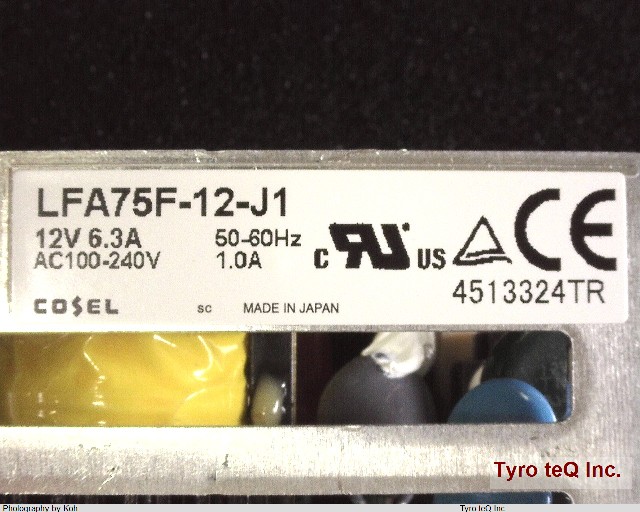 LFA75F-12-J1
12V 6.3A 50-60Hz
AC100-240V 1.0A
C RU US CE
4513324TR
COSEL SC MADE IN JAPAN
Tyro teQ Inc.
Photography by Koh Tyro teQ Inc